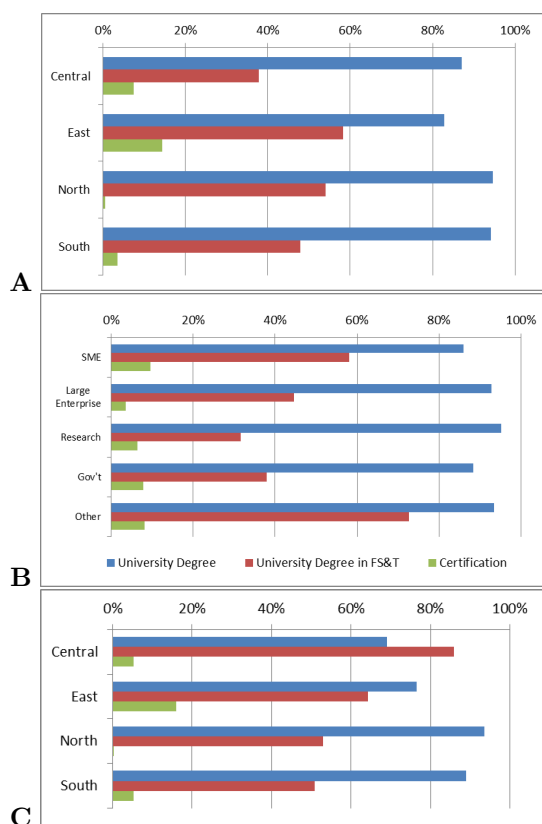 0% 20% 40% 60% 80% 100%
Central
East
North
South
A
0% 20% 40% 60% 80% 100%
SME
Large
Enterprise
Research
Gov't
Other
University Degree University Degree in FS&T Certification
B
0% 20% 40% 60% 80% 100%
Central
East
North
South
C